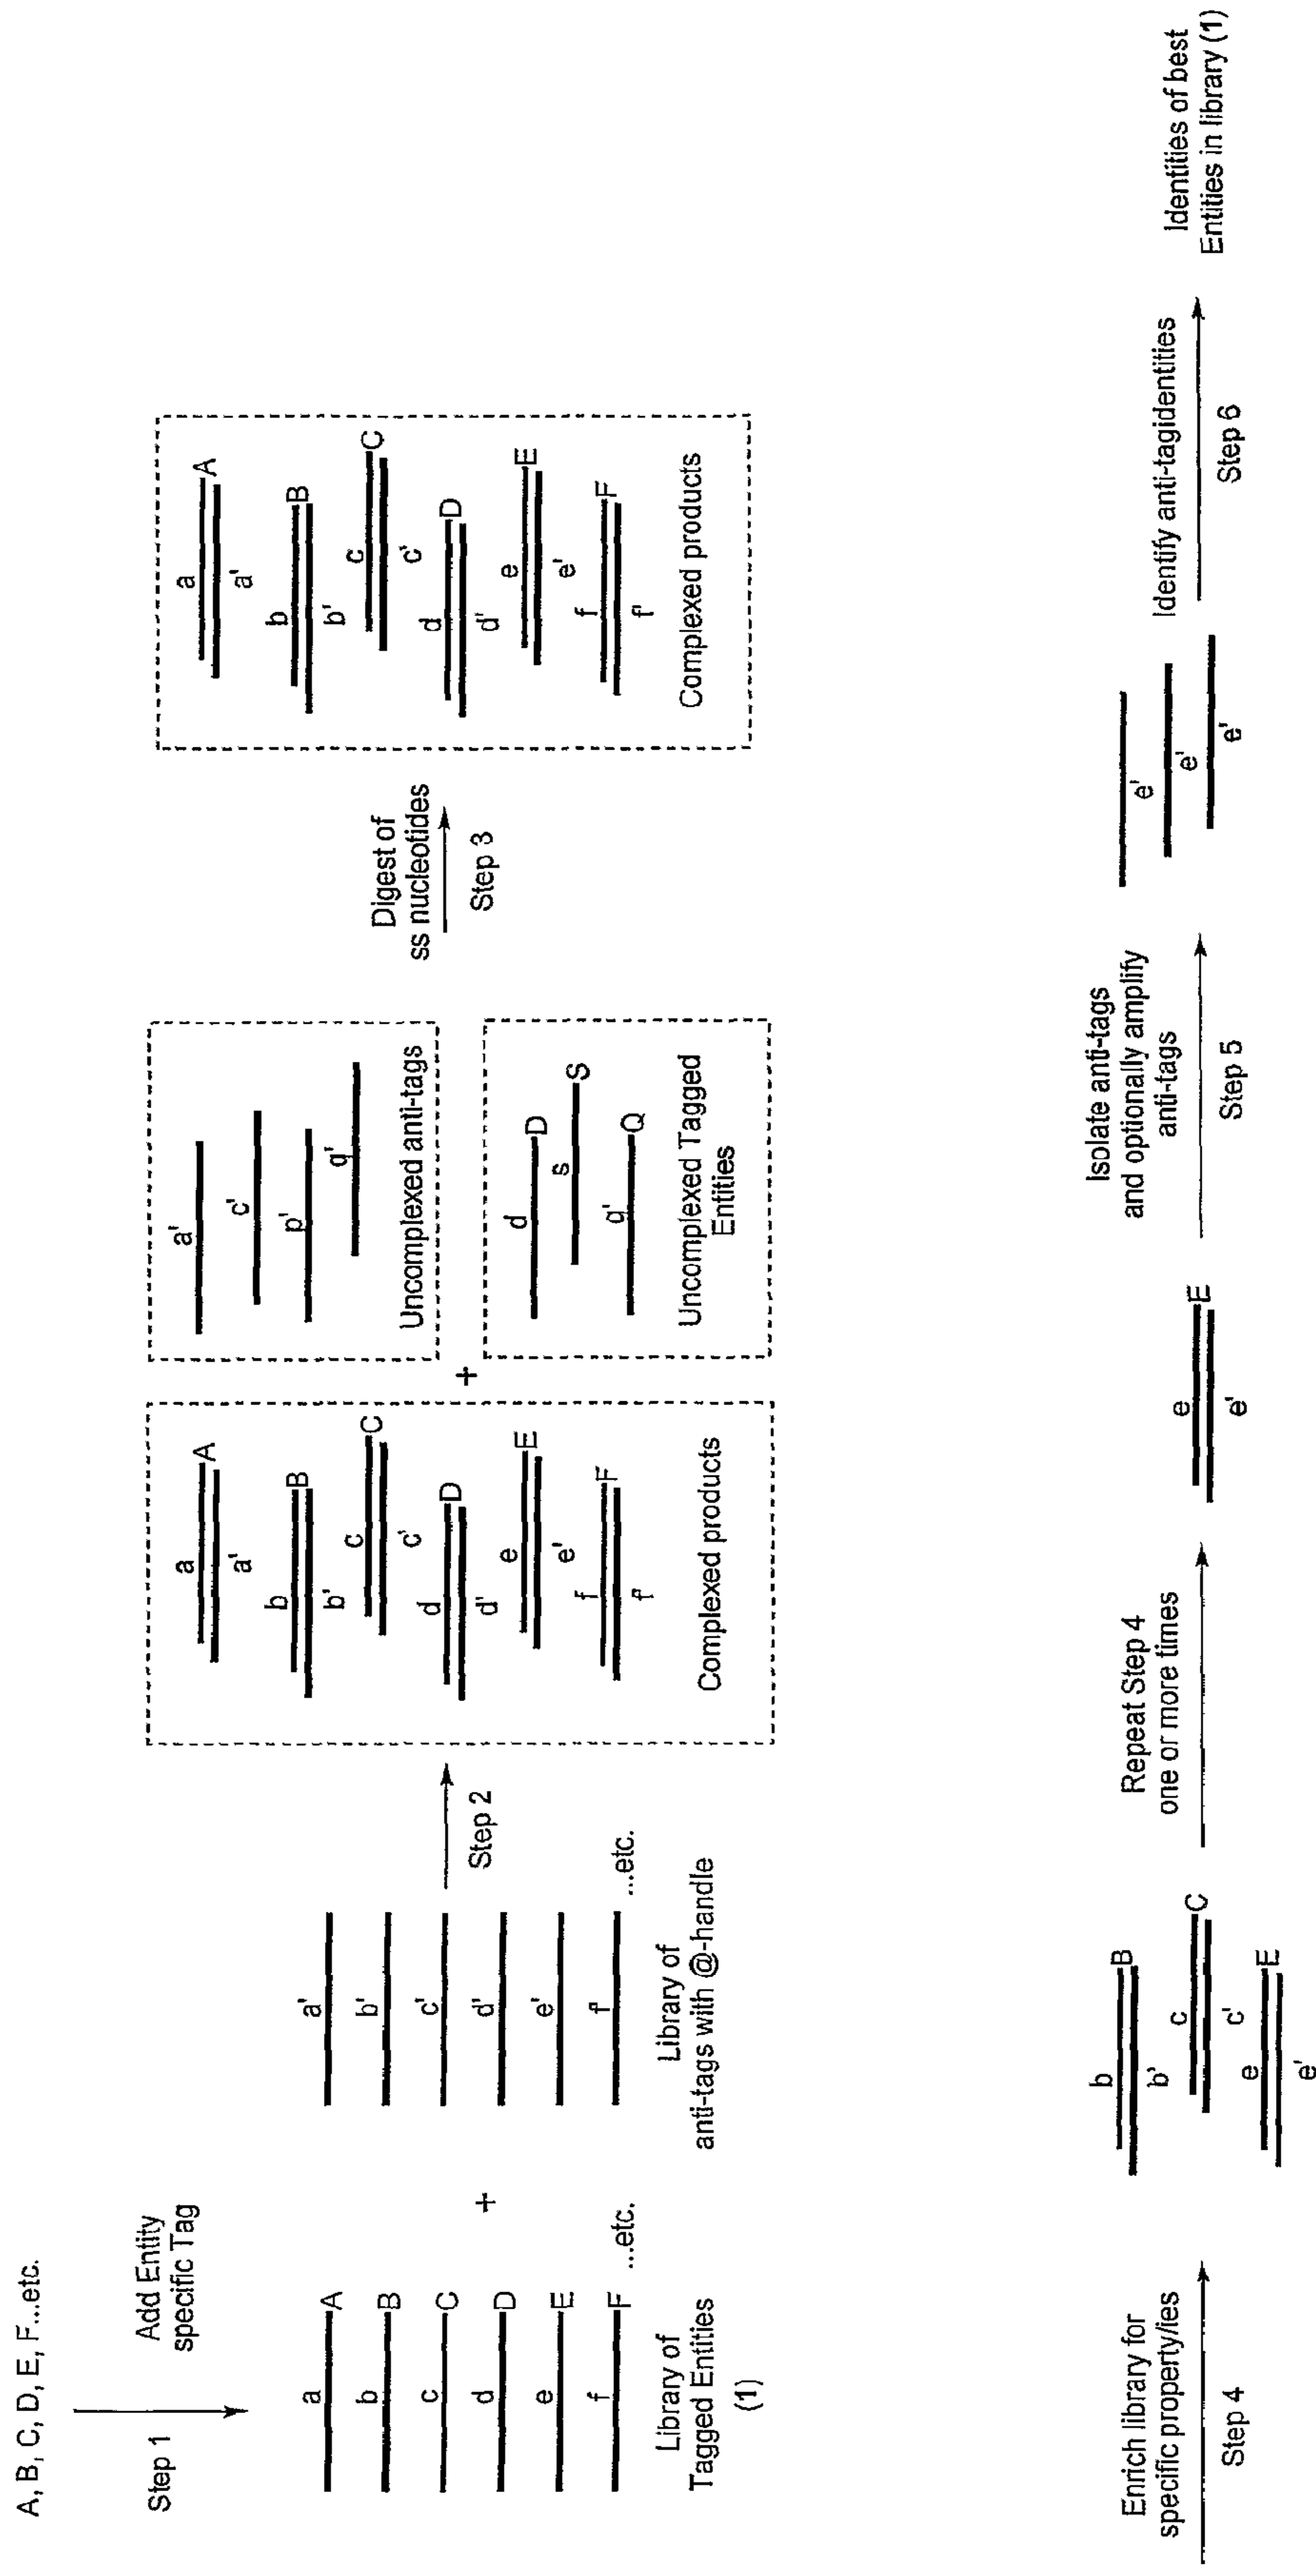 A, B, C, D, E, F...etc.
Step 1
Add Entity
specific Tag
a
A
b
B
c
C
d
D
e
E
f
F
...etc.
Library of
Tagged Entities
(1)
+
a'
b'
c'
d'
e'
f'
...etc.
Library of
anti-tags with @-handle
Step 2
a
A
a'
b
B
b'
c
C
c'
d
D
d'
e
E
e'
f
F
f'
Complexed products
+
a'
c'
p'
q'
Uncomplexed anti-tags
d
D
s
S
q'
Q
Uncomplexed Tagged
Entities
Digest of
ss nucleotides
Step 3
a
A
a'
b
B
b'
c
C
c'
d
D
d'
e
E
e'
f
F
f'
Complexed products
Enrich library for
specific property/ies
Step 4
b
B
b'
c
C
c'
e
E
e'
Repeat Step 4
one or more times
e
E
e'
Isolate anti-tags
and optionally amplify
anti-tags
Step 5
e'
e'
e'
Identify anti-tagidentities
Step 6
Identities of best
Entities in library (1)